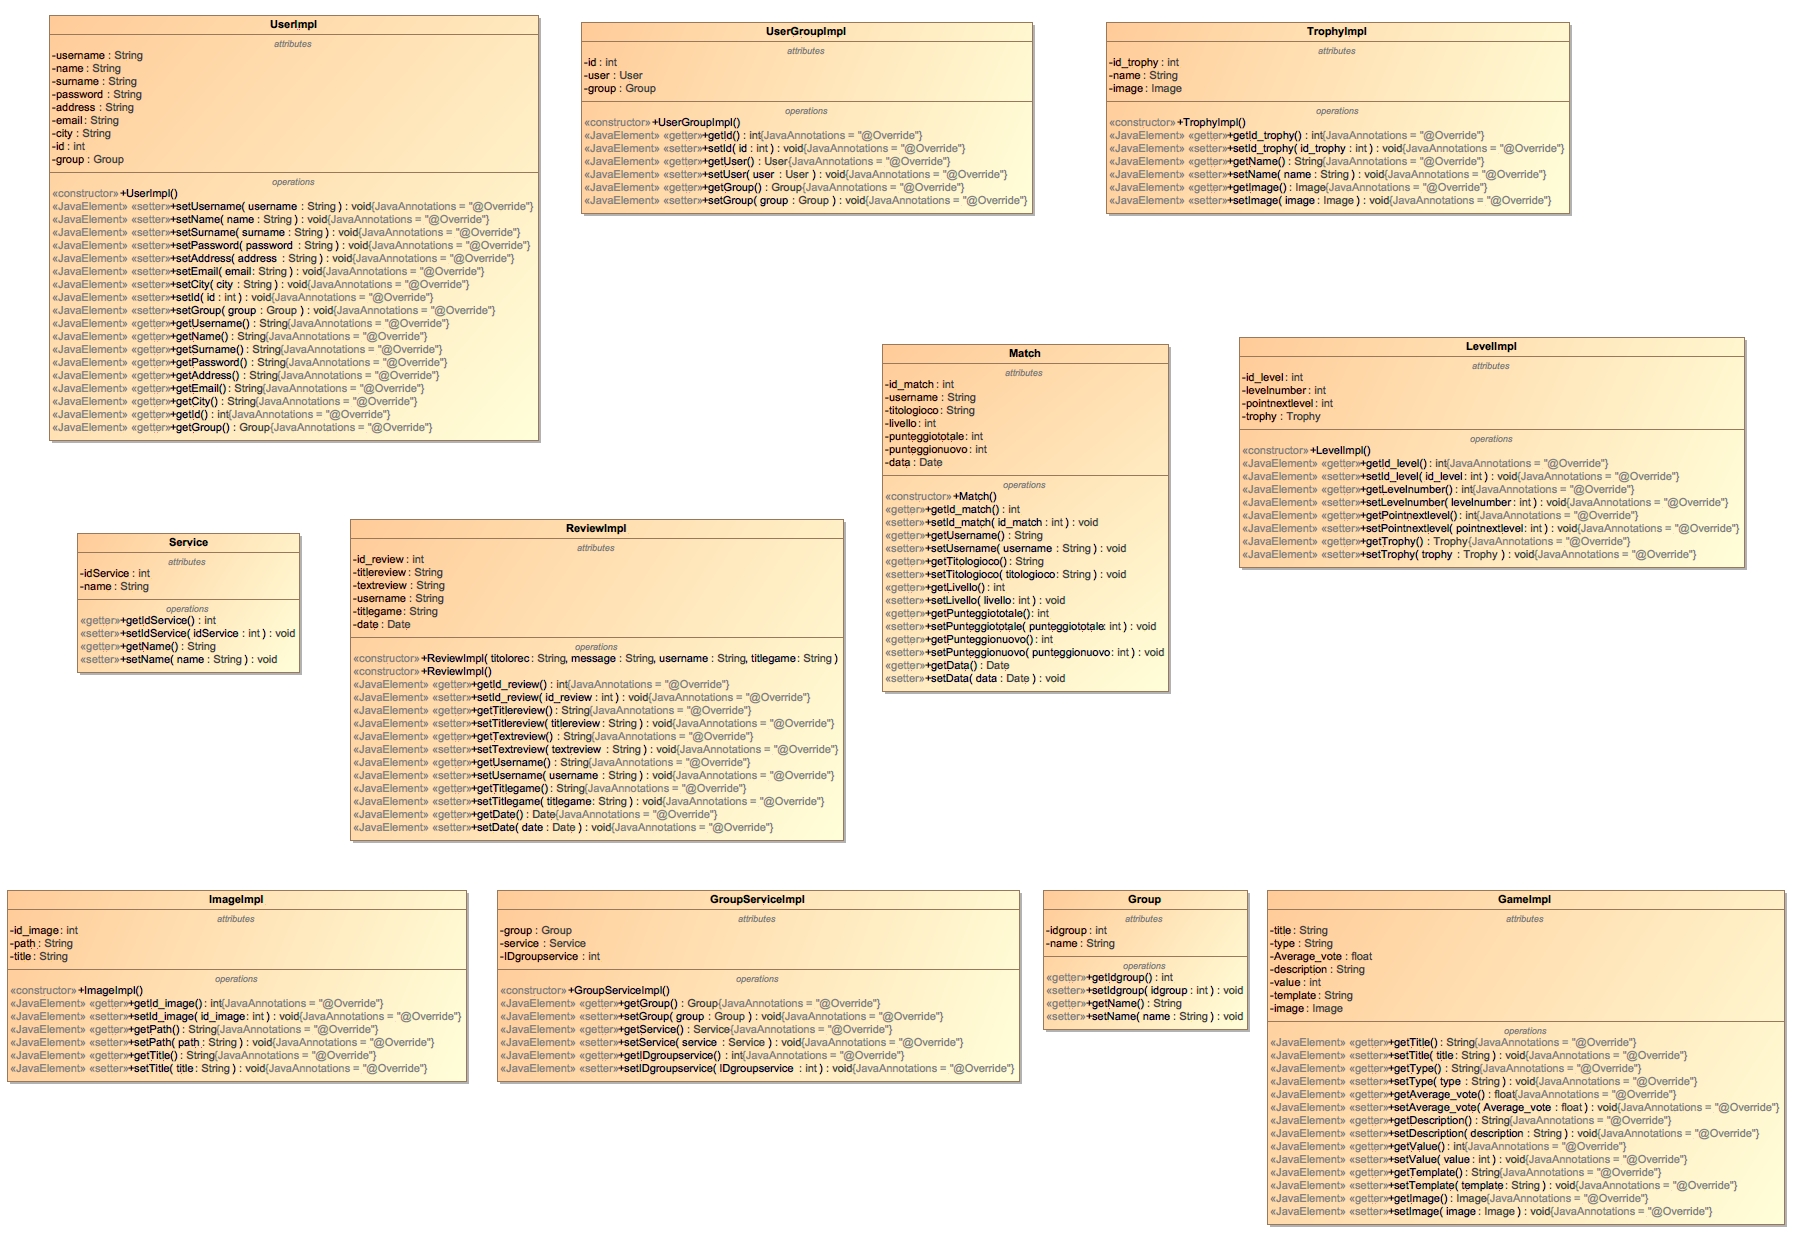 UserImpl
attributes
-username : String
-name : String
-surname : String
-password : String
-address : String
-email : String
-city : String
-id : int
-group : Group
operations
«constructor» +UserImpl()
«JavaElement» «setter»+setUsername( username : String ) : void{JavaAnnotations = "@Override"}
«JavaElement» «setter»+setName( name : String ) : void{JavaAnnotations = "@Override"}
«JavaElement» «setter»+setSurname( surname : String ) : void{JavaAnnotations = "@Override"}
«JavaElement» «setter»+setPassword( password : String ) : void{JavaAnnotations = "@Override"}
«JavaElement» «setter»+setAddress( address : String ) : void{JavaAnnotations = "@Override"}
«JavaElement» «setter»+setEmail( email : String ) : void{JavaAnnotations = "@Override"}
«JavaElement» «setter»+setCity( city : String ) : void{JavaAnnotations = "@Override"}
«JavaElement» «setter»+setId( id : int ) : void{JavaAnnotations = "@Override"}
«JavaElement» «setter»+setGroup( group : Group ) : void{JavaAnnotations = "@Override"}
«JavaElement» «getter»+getUsername() : String{JavaAnnotations = "@Override"}
«JavaElement» «getter»+getName() : String{JavaAnnotations = "@Override"}
«JavaElement» «getter»+getSurname() : String{JavaAnnotations = "@Override"}
«JavaElement» «getter»+getPassword() : String{JavaAnnotations = "@Override"}
«JavaElement» «getter»+getAddress() : String{JavaAnnotations = "@Override"}
«JavaElement» «getter»+getEmail() : String{JavaAnnotations = "@Override"}
«JavaElement» «getter»+getCity() : String{JavaAnnotations = "@Override"}
«JavaElement» «getter»+getId() : int{JavaAnnotations = "@Override"}
«JavaElement» «getter»+getGroup() : Group{JavaAnnotations = "@Override"}
UserGroupImpl
attributes
-id : int
-user : User
-group : Group
operations
«constructor» +UserGroupImpl()
«JavaElement» «getter»+getId() : int{JavaAnnotations = "@Override"}
«JavaElement» «setter»+setId( id : int ) : void{JavaAnnotations = "@Override"}
«JavaElement» «getter»+getUser() : User{JavaAnnotations = "@Override"}
«JavaElement» «setter»+setUser( user : User ) : void{JavaAnnotations = "@Override"}
«JavaElement» «getter»+getGroup() : Group{JavaAnnotations = "@Override"}
«JavaElement» «setter»+setGroup( group : Group ) : void{JavaAnnotations = "@Override"}
TrophyImpl
attributes
-id_trophy : int
-name : String
-image : Image
operations
«constructor» +TrophyImpl()
«JavaElement» «getter»+getId_trophy() : int{JavaAnnotations = "@Override"}
«JavaElement» «setter»+setId_trophy( id_trophy : int ) : void{JavaAnnotations = "@Override"}
«JavaElement» «getter»+getName() : String{JavaAnnotations = "@Override"}
«JavaElement» «setter»+setName( name : String ) : void{JavaAnnotations = "@Override"}
«JavaElement» «getter»+getImage() : Image{JavaAnnotations = "@Override"}
«JavaElement» «setter»+setImage( image : Image ) : void{JavaAnnotations = "@Override"}
Match
attributes
-id_match : int
-username : String
-titologioco : String
-livello : int
-punteggiototale : int
-punteggionuovo : int
-data : Date
operations
«constructor» +Match()
«getter»+getId_match() : int
«setter»+setId_match( id_match : int ) : void
«getter»+getUsername() : String
«setter»+setUsername( username : String ) : void
«getter»+getTitologioco() : String
«setter»+setTitologioco( titologioco : String ) : void
«getter»+getLivello() : int
«setter»+setLivello( livello : int ) : void
«getter»+getPunteggiototale() : int
«setter»+setPunteggiototale( punteggiototale : int ) : void
«getter»+getPunteggionuovo() : int
«setter»+setPunteggionuovo( punteggionuovo : int ) : void
«getter»+getData() : Date
«setter»+setData( data : Date ) : void
LevelImpl
attributes
-id_level : int
-levelnumber : int
-pointnextlevel : int
-trophy : Trophy
operations
«constructor» +LevelImpl()
«JavaElement» «getter»+getId_level() : int{JavaAnnotations = "@Override"}
«JavaElement» «setter»+setId_level( id_level : int ) : void{JavaAnnotations = "@Override"}
«JavaElement» «getter»+getLevelnumber() : int{JavaAnnotations = "@Override"}
«JavaElement» «setter»+setLevelnumber( levelnumber : int ) : void{JavaAnnotations = "@Override"}
«JavaElement» «getter»+getPointnextlevel() : int{JavaAnnotations = "@Override"}
«JavaElement» «setter»+setPointnextlevel( pointnextlevel : int ) : void{JavaAnnotations = "@Override"}
«JavaElement» «getter»+getTrophy() : Trophy{JavaAnnotations = "@Override"}
«JavaElement» «setter»+setTrophy( trophy : Trophy ) : void{JavaAnnotations = "@Override"}
Service
attributes
-idService : int
-name : String
operations
«getter»+getIdService() : int
«setter»+setIdService( idService : int ) : void
«getter»+getName() : String
«setter»+setName( name : String ) : void
ReviewImpl
attributes
-id_review : int
-titlereview : String
-textreview : String
-username : String
-titlegame : String
-date : Date
operations
«constructor» +ReviewImpl( titolorec : String, message : String, username : String, titlegame : String )
«constructor» +ReviewImpl()
«JavaElement» «getter»+getId_review() : int{JavaAnnotations = "@Override"}
«JavaElement» «setter»+setId_review( id_review : int ) : void{JavaAnnotations = "@Override"}
«JavaElement» «getter»+getTitlereview() : String{JavaAnnotations = "@Override"}
«JavaElement» «setter»+setTitlereview( titlereview : String ) : void{JavaAnnotations = "@Override"}
«JavaElement» «getter»+getTextreview() : String{JavaAnnotations = "@Override"}
«JavaElement» «setter»+setTextreview( textreview : String ) : void{JavaAnnotations = "@Override"}
«JavaElement» «getter»+getUsername() : String{JavaAnnotations = "@Override"}
«JavaElement» «setter»+setUsername( username : String ) : void{JavaAnnotations = "@Override"}
«JavaElement» «getter»+getTitlegame() : String{JavaAnnotations = "@Override"}
«JavaElement» «setter»+setTitlegame( titlegame : String ) : void{JavaAnnotations = "@Override"}
«JavaElement» «getter»+getDate() : Date{JavaAnnotations = "@Override"}
«JavaElement» «setter»+setDate( date : Date ) : void{JavaAnnotations = "@Override"}
ImageImpl
attributes
-id_image : int
-path : String
-title : String
operations
«constructor» +ImageImpl()
«JavaElement» «getter»+getId_image() : int{JavaAnnotations = "@Override"}
«JavaElement» «setter»+setId_image( id_image : int ) : void{JavaAnnotations = "@Override"}
«JavaElement» «getter»+getPath() : String{JavaAnnotations = "@Override"}
«JavaElement» «setter»+setPath( path : String ) : void{JavaAnnotations = "@Override"}
«JavaElement» «getter»+getTitle() : String{JavaAnnotations = "@Override"}
«JavaElement» «setter»+setTitle( title : String ) : void{JavaAnnotations = "@Override"}
GroupServiceImpl
attributes
-group : Group
-service : Service
-IDgroupservice : int
operations
«constructor» +GroupServiceImpl()
«JavaElement» «getter»+getGroup() : Group{JavaAnnotations = "@Override"}
«JavaElement» «setter»+setGroup( group : Group ) : void{JavaAnnotations = "@Override"}
«JavaElement» «getter»+getService() : Service{JavaAnnotations = "@Override"}
«JavaElement» «setter»+setService( service : Service ) : void{JavaAnnotations = "@Override"}
«JavaElement» «getter»+getIDgroupservice() : int{JavaAnnotations = "@Override"}
«JavaElement» «setter»+setIDgroupservice( IDgroupservice : int ) : void{JavaAnnotations = "@Override"}
Group
attributes
-idgroup : int
-name : String
operations
«getter»+getIdgroup() : int
«setter»+setIdgroup( idgroup : int ) : void
«getter»+getName() : String
«setter»+setName( name : String ) : void
GameImpl
attributes
-title : String
-type : String
-Average_vote : float
-description : String
-value : int
-template : String
-image : Image
operations
«JavaElement» «getter»+getTitle() : String{JavaAnnotations = "@Override"}
«JavaElement» «setter»+setTitle( title : String ) : void{JavaAnnotations = "@Override"}
«JavaElement» «getter»+getType() : String{JavaAnnotations = "@Override"}
«JavaElement» «setter»+setType( type : String ) : void{JavaAnnotations = "@Override"}
«JavaElement» «getter»+getAverage_vote() : float{JavaAnnotations = "@Override"}
«JavaElement» «setter»+setAverage_vote( Average_vote : float ) : void{JavaAnnotations = "@Override"}
«JavaElement» «getter»+getDescription() : String{JavaAnnotations = "@Override"}
«JavaElement» «setter»+setDescription( description : String ) : void{JavaAnnotations = "@Override"}
«JavaElement» «getter»+getValue() : int{JavaAnnotations = "@Override"}
«JavaElement» «setter»+setValue( value : int ) : void{JavaAnnotations = "@Override"}
«JavaElement» «getter»+getTemplate() : String{JavaAnnotations = "@Override"}
«JavaElement» «setter»+setTemplate( template : String ) : void{JavaAnnotations = "@Override"}
«JavaElement» «getter»+getImage() : Image{JavaAnnotations = "@Override"}
«JavaElement» «setter»+setImage( image : Image ) : void{JavaAnnotations = "@Override"}